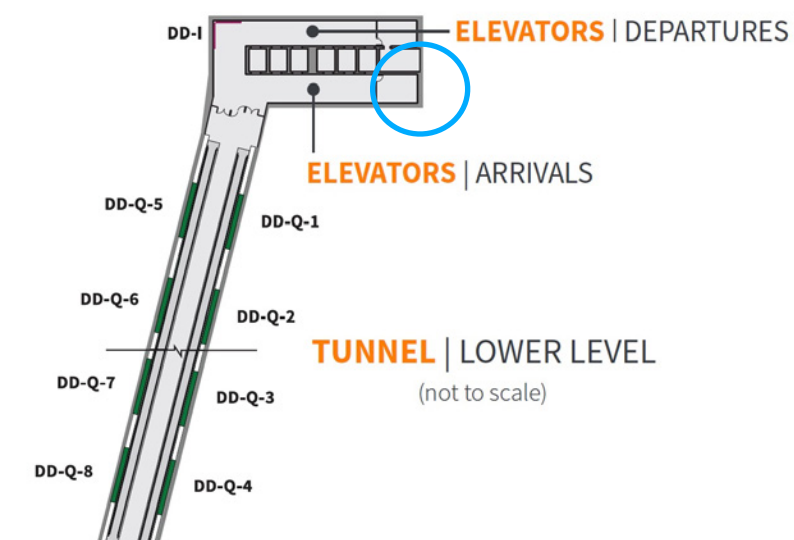 DD-I
ELEVATORS | DEPARTURES
ELEVATORS | ARRIVALS
DD-Q-5
DD-Q-1
DD-Q-6
DD-Q-2
TUNNEL | LOWER LEVEL
(not to scale)
DD-Q-7
DD-Q-3
DD-Q-8
DD-Q-4